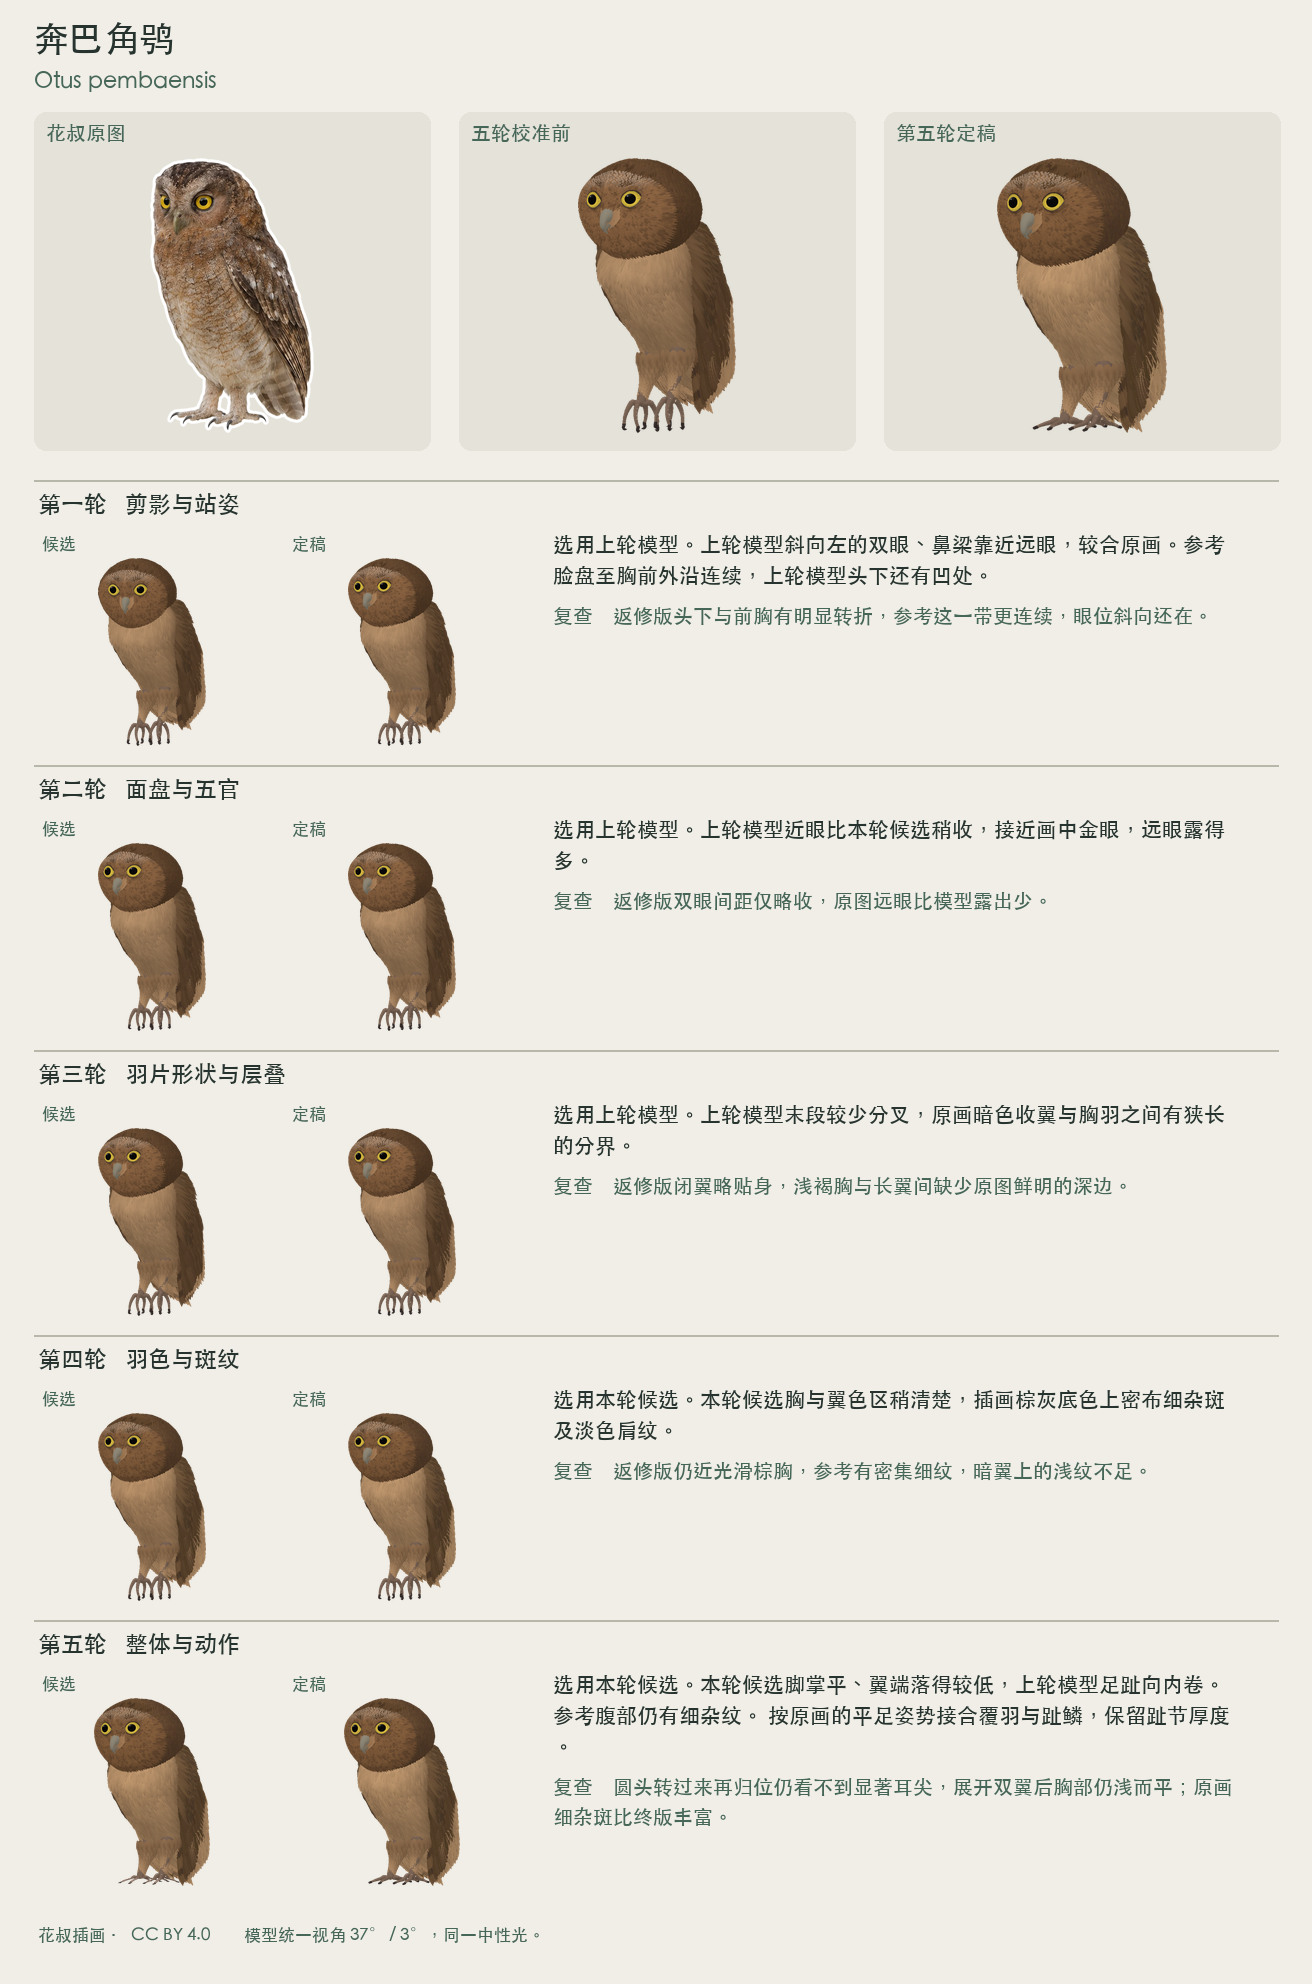 奔巴角鸮
Otus pembaensis
花叔原图
五轮校准前
第五轮定稿
第一轮 剪影与站姿
候选
定稿
选用上轮模型。上轮模型斜向左的双眼、鼻梁靠近远眼，较合原画。参考
脸盘至胸前外沿连续，上轮模型头下还有凹处。
复查 返修版头下与前胸有明显转折，参考这一带更连续，眼位斜向还在。
第二轮 面盘与五官
候选
定稿
选用上轮模型。上轮模型近眼比本轮候选稍收，接近画中金眼，远眼露得
多。
复查 返修版双眼间距仅略收，原图远眼比模型露出少。
第三轮 羽片形状与层叠
候选
定稿
选用上轮模型。上轮模型末段较少分叉，原画暗色收翼与胸羽之间有狭长
的分界。
复查 返修版闭翼略贴身，浅褐胸与长翼间缺少原图鲜明的深边。
第四轮 羽色与斑纹
候选
定稿
选用本轮候选。本轮候选胸与翼色区稍清楚，插画棕灰底色上密布细杂斑
及淡色肩纹。
复查 返修版仍近光滑棕胸，参考有密集细纹，暗翼上的浅纹不足。
第五轮 整体与动作
候选
定稿
选用本轮候选。本轮候选脚掌平、翼端落得较低，上轮模型足趾向内卷。
参考腹部仍有细杂纹。 按原画的平足姿势接合覆羽与趾鳞，保留趾节厚度
。
复查 圆头转过来再归位仍看不到显著耳尖，展开双翼后胸部仍浅而平；原画
细杂斑比终版丰富。
花叔插画 · CC BY 4.0 模型统一视角 37° / 3°，同一中性光。